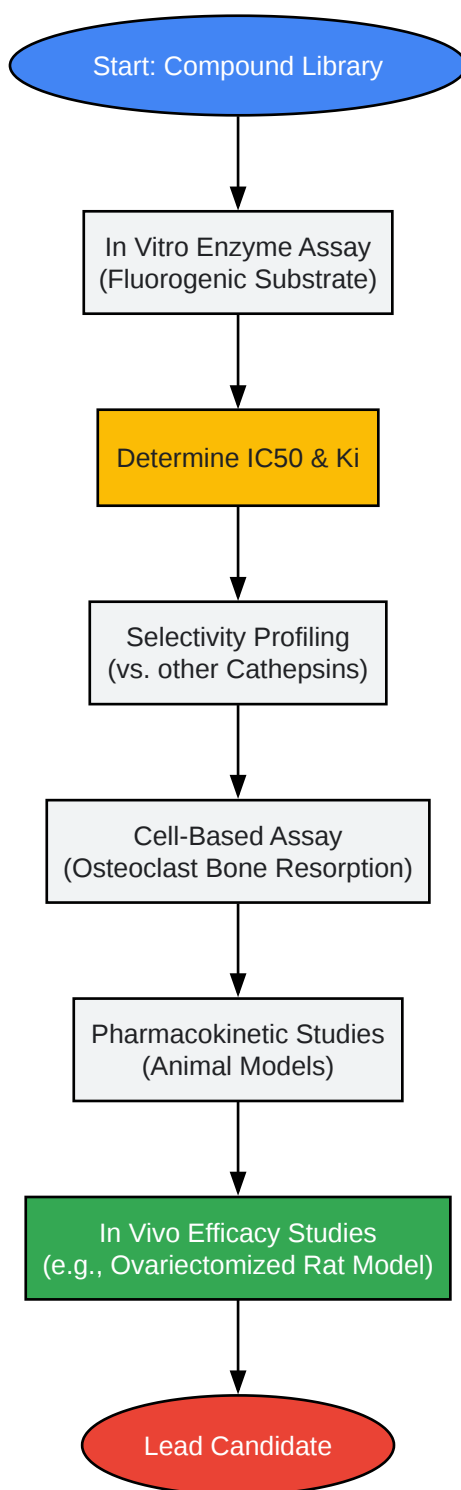 Start: Compound Library
In Vitro Enzyme Assay
(Fluorogenic Substrate)
Determine IC50 & Ki
Selectivity Profiling
(vs. other Cathepsins)
Cell-Based Assay
(Osteoclast Bone Resorption)
Pharmacokinetic Studies
(Animal Models)
In Vivo Efficacy Studies
(e.g., Ovariectomized Rat Model)
Lead Candidate